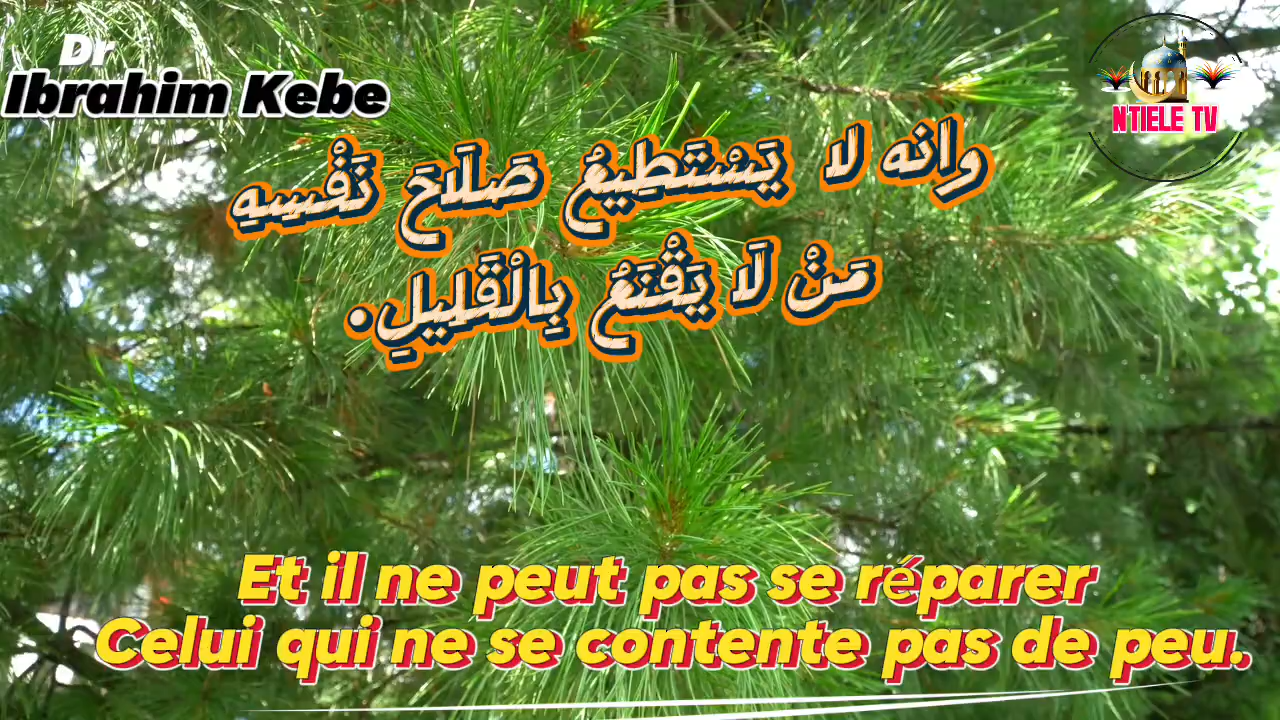 Dr
Ibrahim Kebe
NTIELE TV
وانه لا يَسْتَطِيعُ صَلَاحَ نَفْسِهِ
مَنْ لَا يَقْنَعُ بِالْقَلِيلِ.
Et il ne peut pas se réparer
Celui qui ne se contente pas de peu.